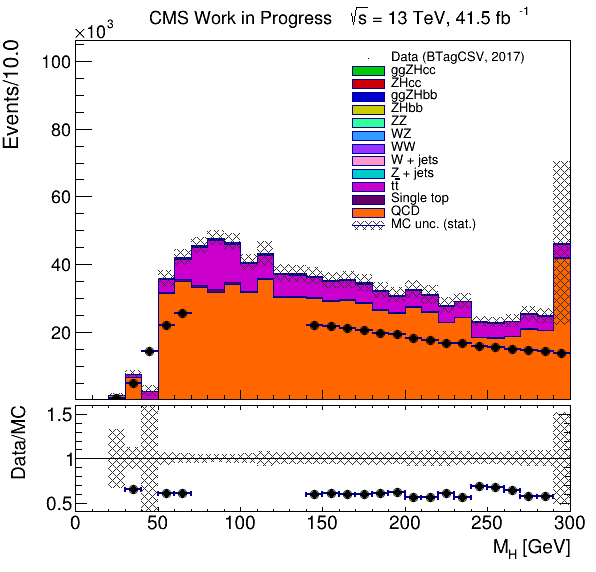 CMS Work in Progress √s = 13 TeV, 41.5 fb⁻¹
×10³
Events/10.0
100
80
60
40
20
Data (BTagCSV, 2017)
ggZHcc
ZHcc
ggZHbb
ZHbb
ZZ
WZ
WW
W + jets
Z + jets
tt̅
Single top
QCD
MC unc. (stat.)
Data/MC
1.5
1
0.5
0 50 100 150 200 250 300
M_H [GeV]